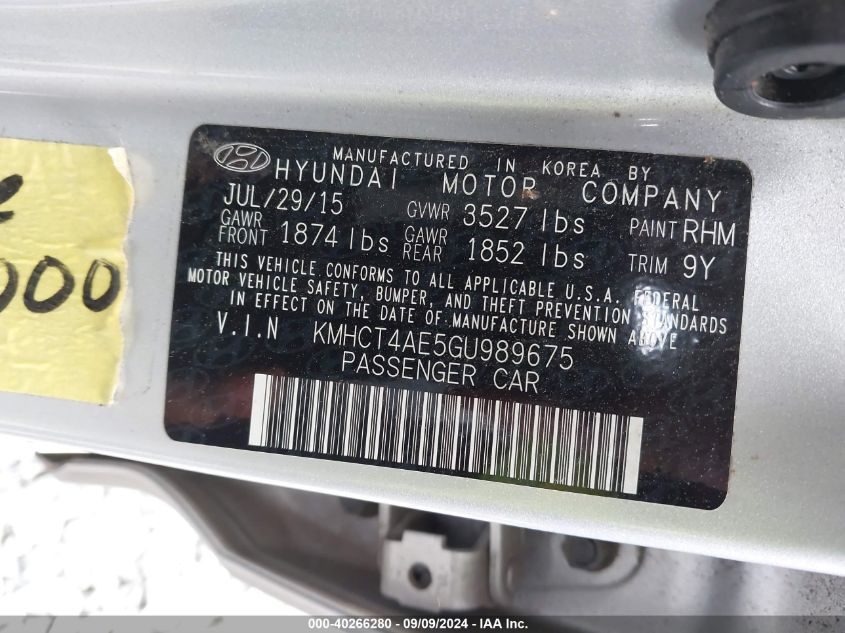 MANUFACTURED IN KOREA BY
HYUNDAI MOTOR COMPANY
JUL/29/15 GVWR 3527 lbs PAINT RHM
GAWR FRONT 1874 lbs GAWR REAR 1852 lbs TRIM 9Y
THIS VEHICLE CONFORMS TO ALL APPLICABLE U.S.A. FEDERAL
MOTOR VEHICLE SAFETY, BUMPER, AND THEFT PREVENTION STANDARDS
IN EFFECT ON THE DATE OF MANUFACTURE SHOWN ABOVE
V.I.N KMHCT4AE5GU989675
PASSENGER CAR
000-40266280 - 09/09/2024 - IAA Inc.